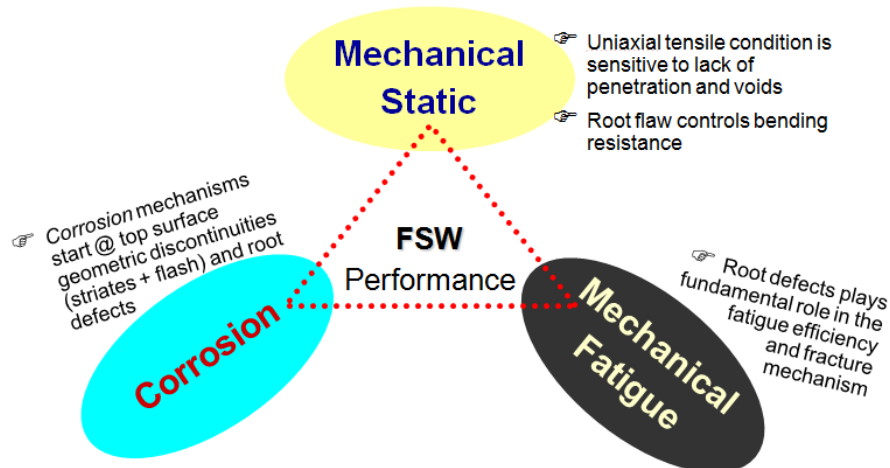 Mechanical
Static
☞ Uniaxial tensile condition is
sensitive to lack of
penetration and voids
☞ Root flaw controls bending
resistance
☞ Corrosion mechanisms
start @ top surface
geometric discontinuities
(striates + flash) and root
defects
FSW
Performance
Corrosion
Mechanical
Fatigue
☞ Root defects plays
fundamental role in the
fatigue efficiency
and fracture
mechanism